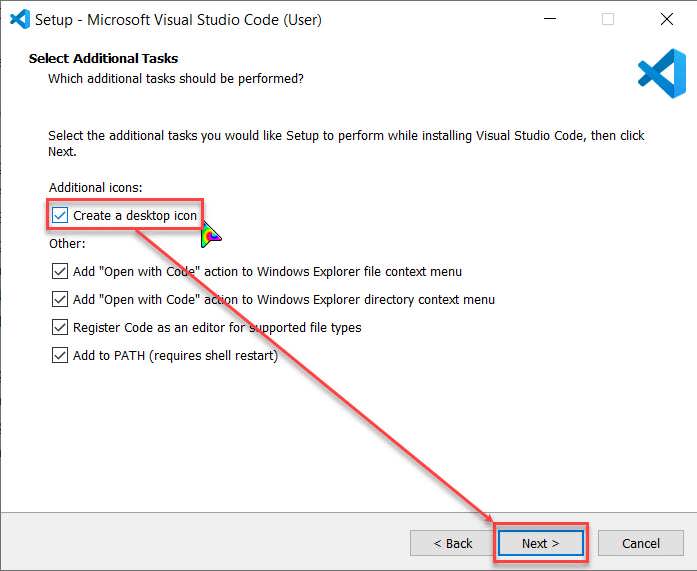 Setup - Microsoft Visual Studio Code (User)
Select Additional Tasks
Which additional tasks should be performed?
Select the additional tasks you would like Setup to perform while installing Visual Studio Code, then click
Next.
Additional icons:
Create a desktop icon
Other:
Add "Open with Code" action to Windows Explorer file context menu
Add "Open with Code" action to Windows Explorer directory context menu
Register Code as an editor for supported file types
Add to PATH (requires shell restart)
< Back
Next >
Cancel